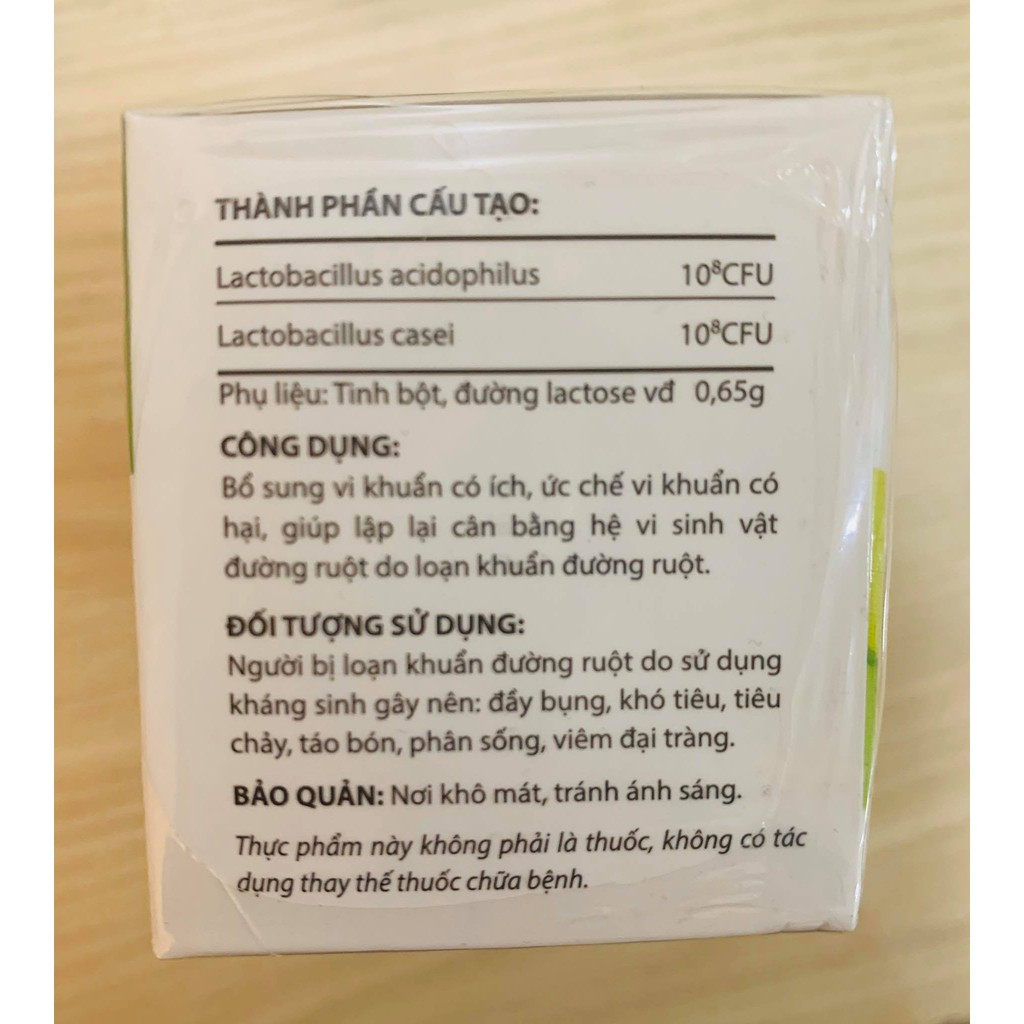 THÀNH PHẦN CẤU TẠO:
Lactobacillus acidophilus 10⁸CFU
Lactobacillus casei 10⁸CFU
Phụ liệu: Tinh bột, đường lactose vđ 0,65g
CÔNG DỤNG:
Bổ sung vi khuẩn có ích, ức chế vi khuẩn có
hại, giúp lập lại cân bằng hệ vi sinh vật
đường ruột do loạn khuẩn đường ruột.
ĐỐI TƯỢNG SỬ DỤNG:
Người bị loạn khuẩn đường ruột do sử dụng
kháng sinh gây nên: đầy bụng, khó tiêu, tiêu
chảy, táo bón, phân sống, viêm đại tràng.
BẢO QUẢN: Nơi khô mát, tránh ánh sáng.
Thực phẩm này không phải là thuốc, không có tác
dụng thay thế thuốc chữa bệnh.